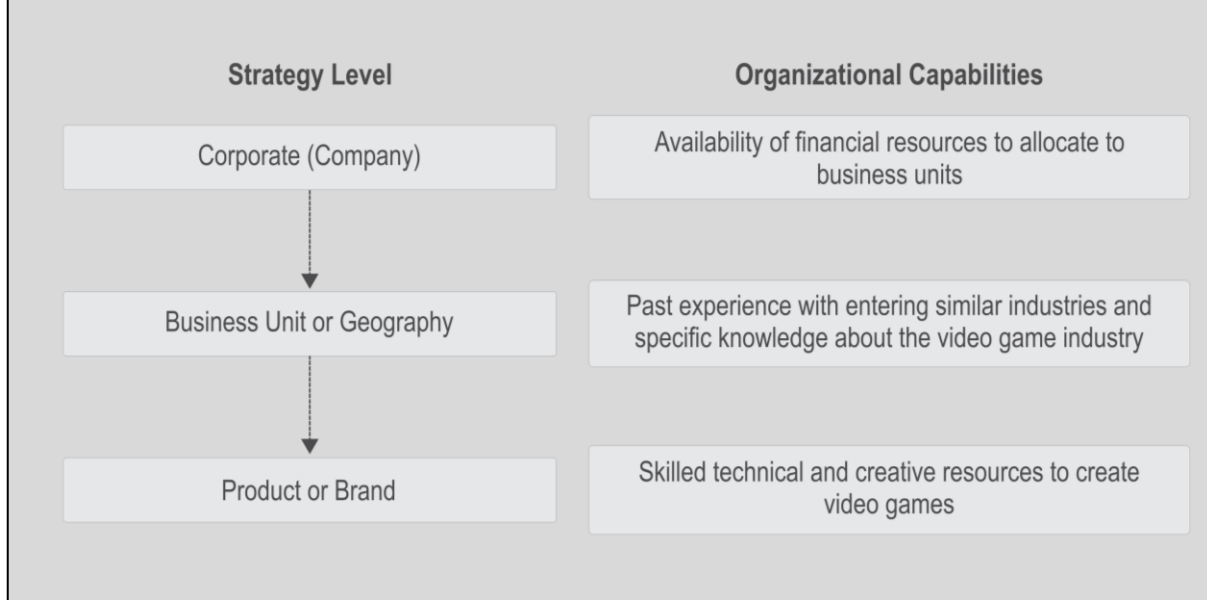 Strategy Level
Organizational Capabilities
Corporate (Company)
Availability of financial resources to allocate to
business units
Business Unit or Geography
Past experience with entering similar industries and
specific knowledge about the video game industry
Product or Brand
Skilled technical and creative resources to create
video games